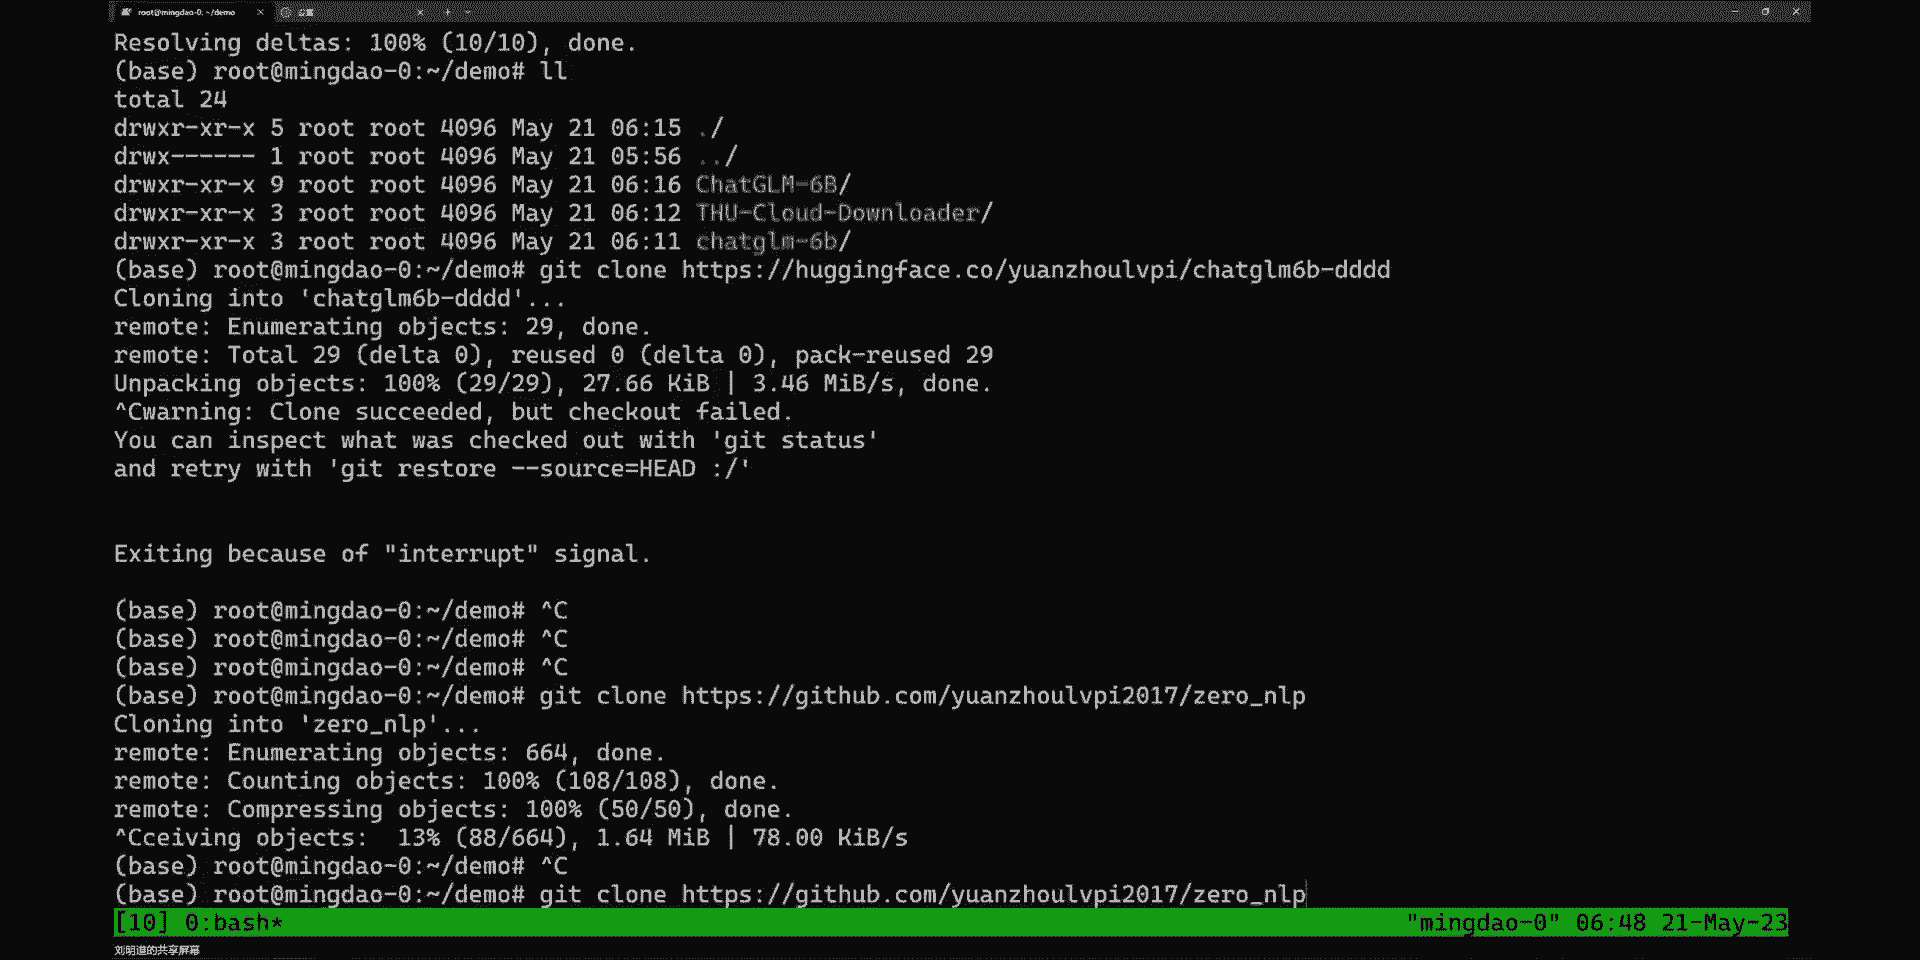 root@mingdao-0: ~/demo
Resolving deltas: 100% (10/10), done.
(base) root@mingdao-0:~/demo# ll
total 24
drwxr-xr-x 5 root root 4096 May 21 06:15 ./
drwx------ 1 root root 4096 May 21 05:56 ../
drwxr-xr-x 9 root root 4096 May 21 06:16 ChatGLM-6B/
drwxr-xr-x 3 root root 4096 May 21 06:12 THU-Cloud-Downloader/
drwxr-xr-x 3 root root 4096 May 21 06:11 chatglm-6b/
(base) root@mingdao-0:~/demo# git clone https://huggingface.co/yuanzhoulvpi/chatglm6b-dddd
Cloning into 'chatglm6b-dddd'...
remote: Enumerating objects: 29, done.
remote: Total 29 (delta 0), reused 0 (delta 0), pack-reused 29
Unpacking objects: 100% (29/29), 27.66 KiB | 3.46 MiB/s, done.
^Cwarning: Clone succeeded, but checkout failed.
You can inspect what was checked out with 'git status'
and retry with 'git restore --source=HEAD :/'
Exiting because of "interrupt" signal.
(base) root@mingdao-0:~/demo# ^C
(base) root@mingdao-0:~/demo# ^C
(base) root@mingdao-0:~/demo# ^C
(base) root@mingdao-0:~/demo# git clone https://github.com/yuanzhoulvpi2017/zero_nlp
Cloning into 'zero_nlp'...
remote: Enumerating objects: 664, done.
remote: Counting objects: 100% (108/108), done.
remote: Compressing objects: 100% (50/50), done.
^Cceiving objects:  13% (88/664), 1.64 MiB | 78.00 KiB/s
(base) root@mingdao-0:~/demo# ^C
(base) root@mingdao-0:~/demo# git clone https://github.com/yuanzhoulvpi2017/zero_nlp
[10] 0:bash* "mingdao-0" 06:48 21-May-23
刘明道的共享屏幕